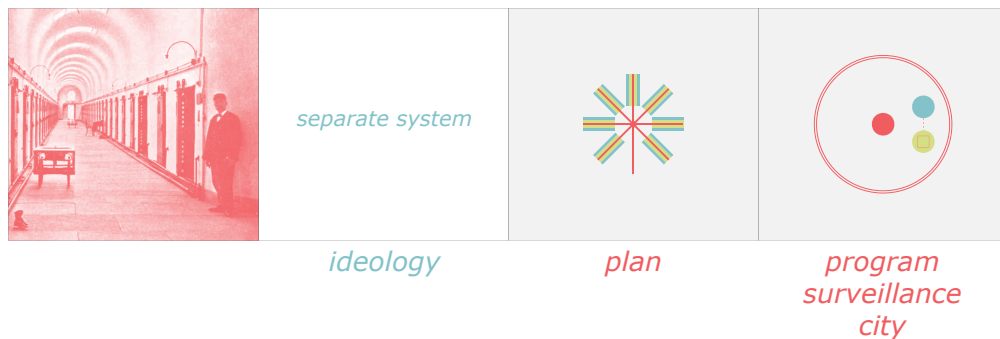 separate system
ideology
plan
program
surveillance
city